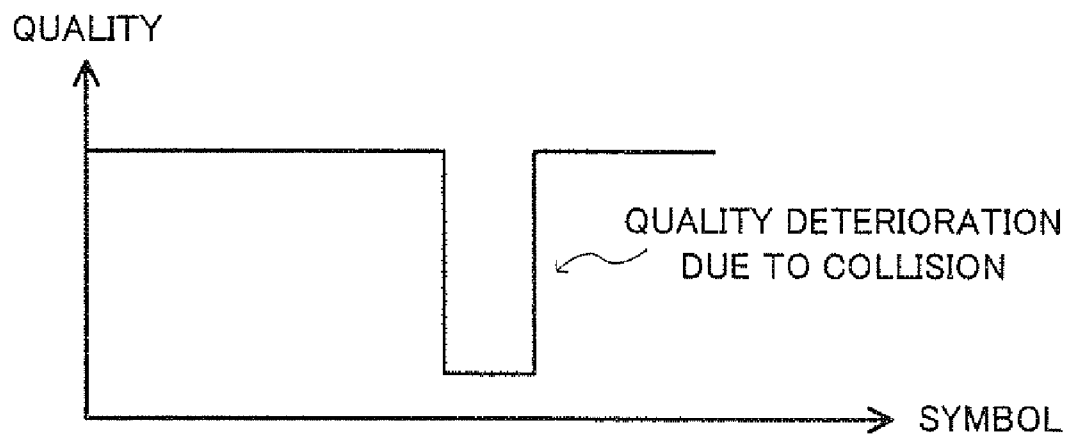 QUALITY
QUALITY DETERIORATION
DUE TO COLLISION
SYMBOL